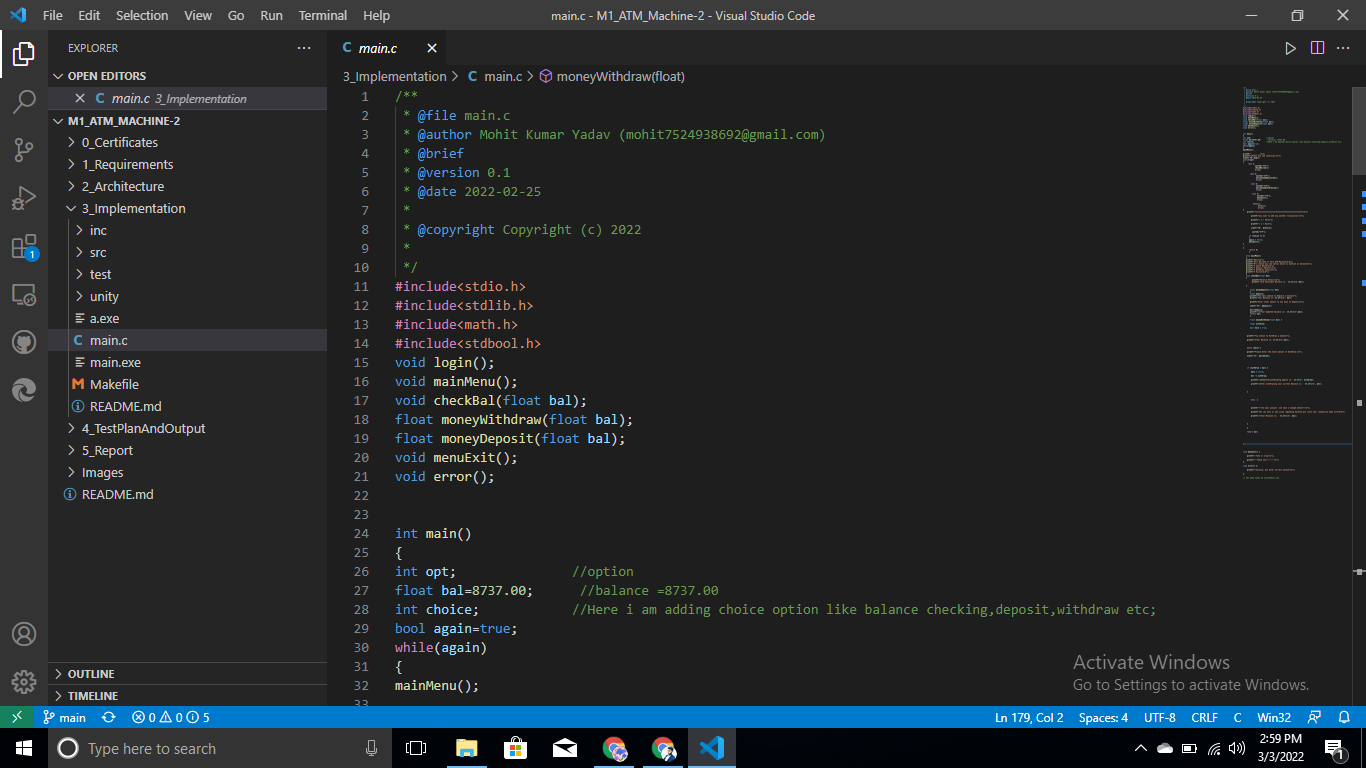 File Edit Selection View Go Run Terminal Help
main.c - M1_ATM_Machine-2 - Visual Studio Code
EXPLORER
OPEN EDITORS
main.c 3_Implementation
M1_ATM_MACHINE-2
0_Certificates
1_Requirements
2_Architecture
3_Implementation
inc
src
test
unity
a.exe
main.c
main.exe
Makefile
README.md
4_TestPlanAndOutput
5_Report
Images
README.md
OUTLINE
TIMELINE
1
C main.c
3_Implementation > C main.c > moneyWithdraw(float)
1 /**
2 * @file main.c
3 * @author Mohit Kumar Yadav (mohit7524938692@gmail.com)
4 * @brief
5 * @version 0.1
6 * @date 2022-02-25
7 *
8 * @copyright Copyright (c) 2022
9 *
10 */
11 #include<stdio.h>
12 #include<stdlib.h>
13 #include<math.h>
14 #include<stdbool.h>
15 void login();
16 void mainMenu();
17 void checkBal(float bal);
18 float moneyWithdraw(float bal);
19 float moneyDeposit(float bal);
20 void menuExit();
21 void error();
22
23
24 int main()
25 {
26 int opt; //option
27 float bal=8737.00; //balance =8737.00
28 int choice; //Here i am adding choice option like balance checking,deposit,withdraw etc;
29 bool again=true;
30 while(again)
31 {
32 mainMenu();
33
Activate Windows
Go to Settings to activate Windows.
main 0 0 5
Ln 179, Col 2 Spaces: 4 UTF-8 CRLF C Win32
Type here to search
2:59 PM
3/3/2022
1